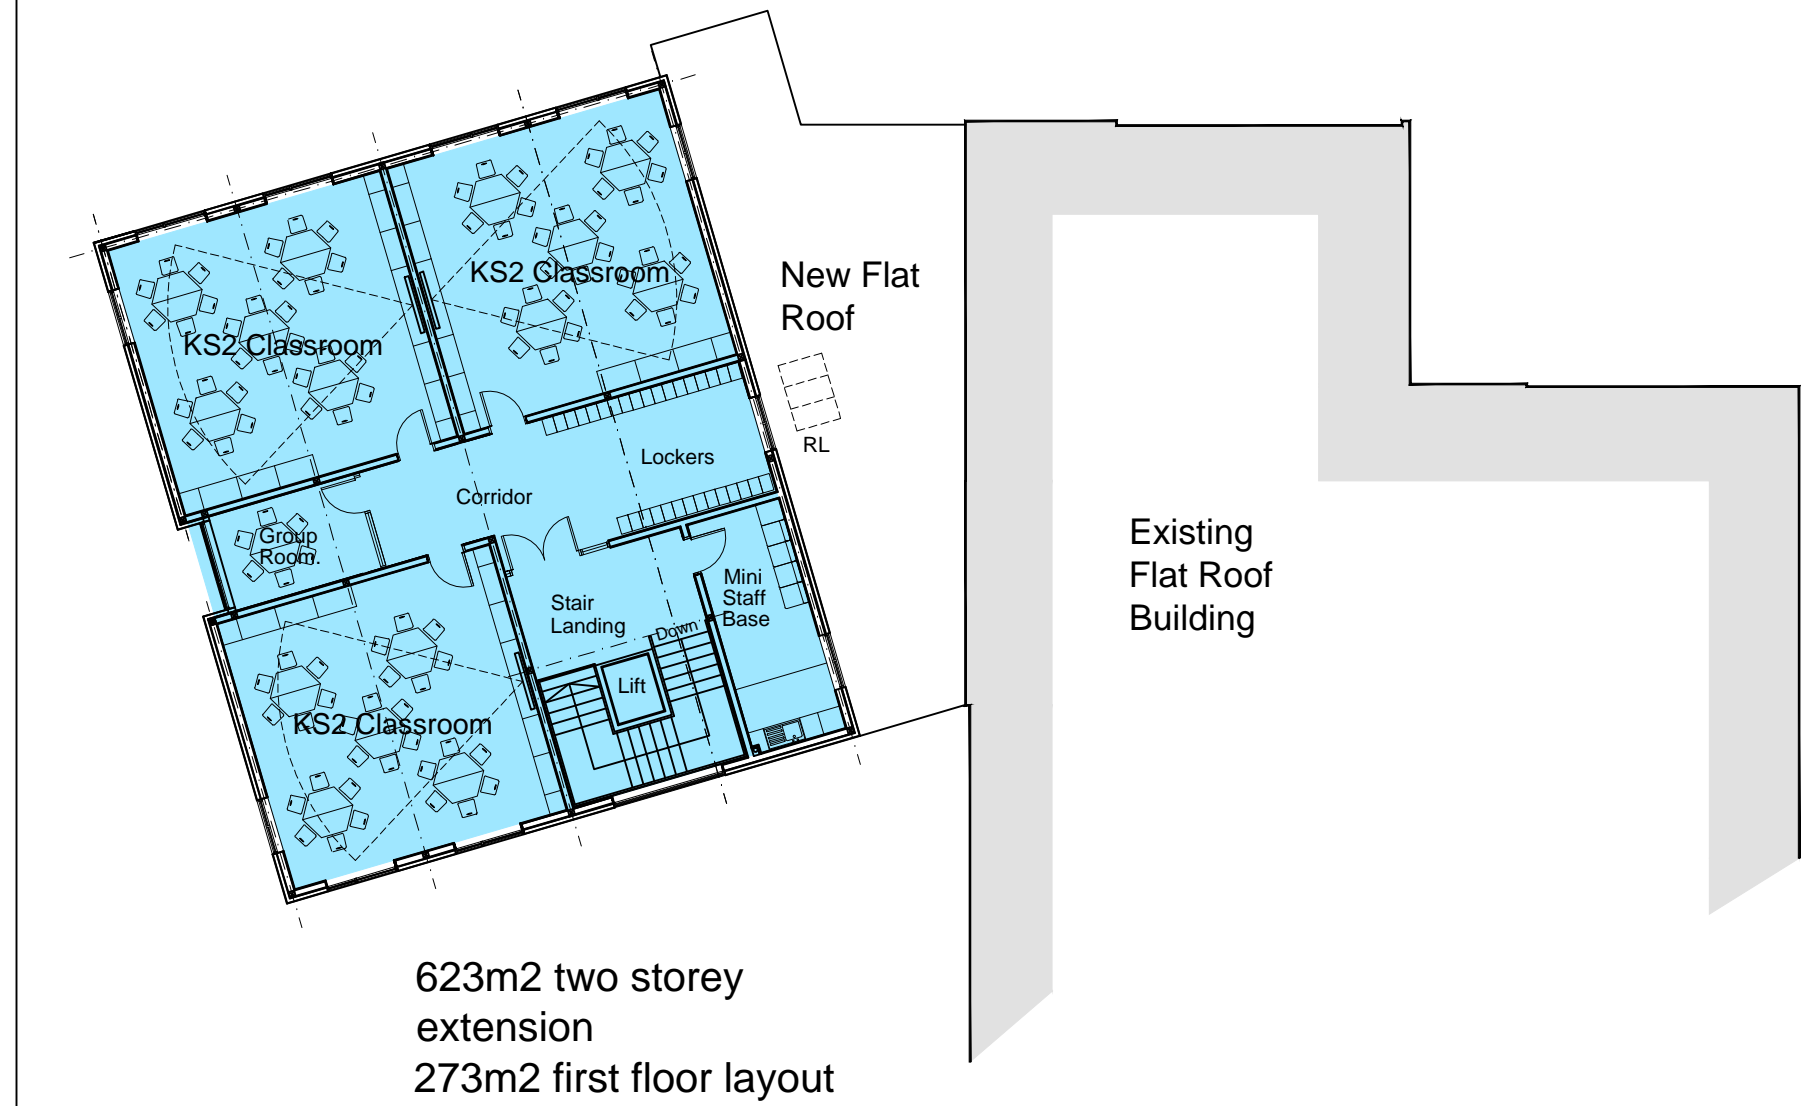 KS2 Classroom
New Flat
Roof
KS2 Classroom
RL
Lockers
Corridor
Group
Room.
Existing
Flat Roof
Building
Mini
Staff
Base
Stair
Landing
Down
Lift
KS2 Classroom
623m2 two storey
extension
273m2 first floor layout